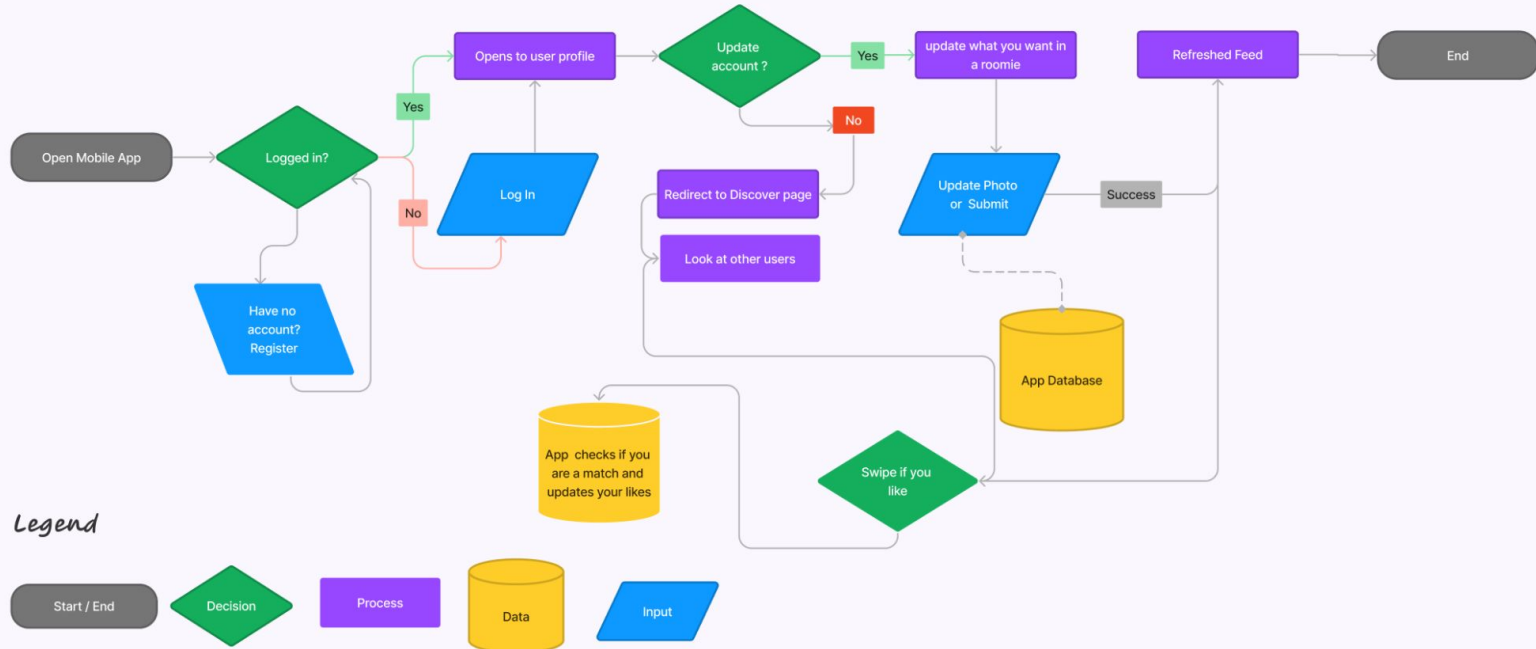 Open Mobile App
Logged in?
Yes
No
Have no
account?
Register
Opens to user profile
Log In
Update
account ?
Yes
No
Redirect to Discover page
Look at other users
update what you want in
a roomie
Update Photo
or Submit
Success
Refreshed Feed
End
App Database
Swipe if you
like
App checks if you
are a match and
updates your likes
Legend
Start / End
Decision
Process
Data
Input